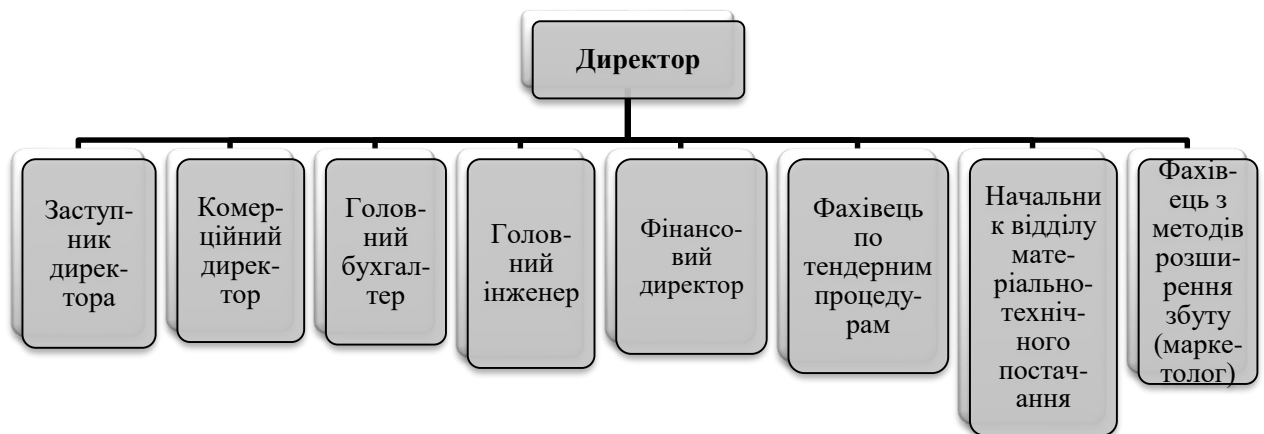 Директор
Заступ-
ник
дирек-
тора
Комер-
ційний
дирек-
тор
Голов-
ний
бухгал-
тер
Голов-
ний
інженер
Фінансо-
вий
директор
Фахівець
по
тендерним
процеду-
рам
Начальни
к відділу
мате-
ріально-
техніч-
ного
постач-
ання
Фахів-
ець з
методів
розши-
рення
збуту
(марке-
толог)